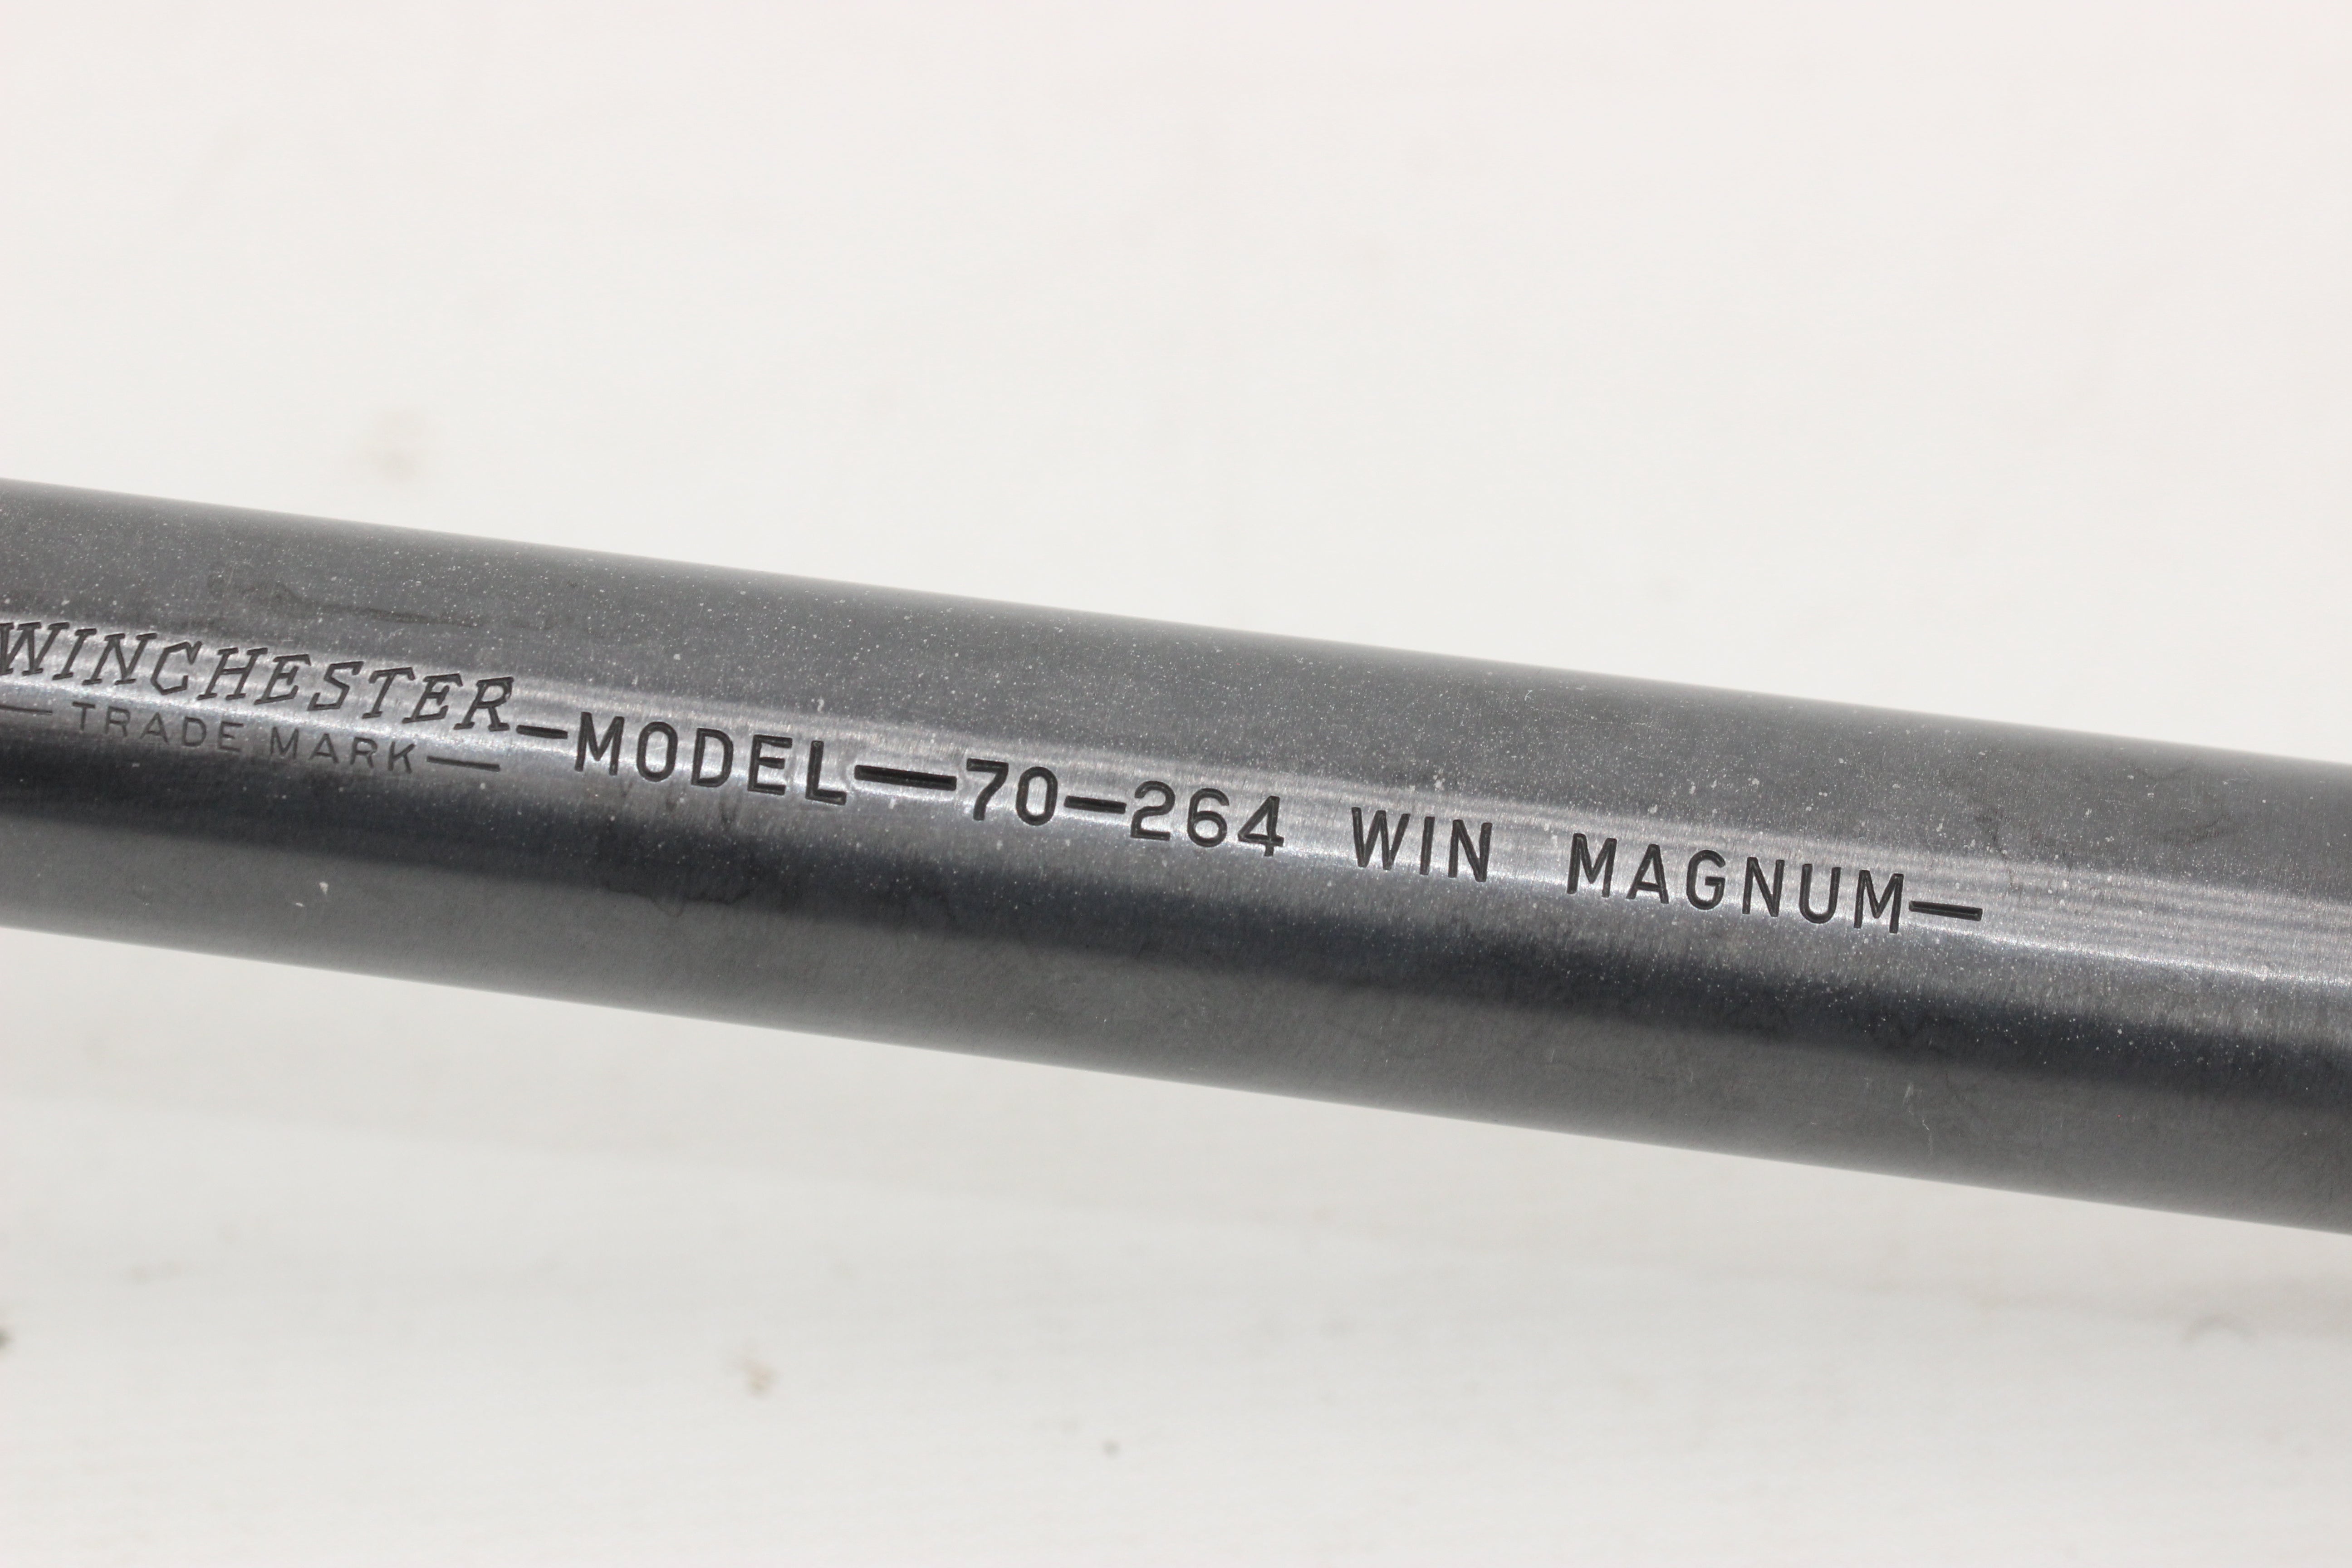 WINCHESTER—MODEL—70—264 WIN MAGNUM—
—TRADE MARK—